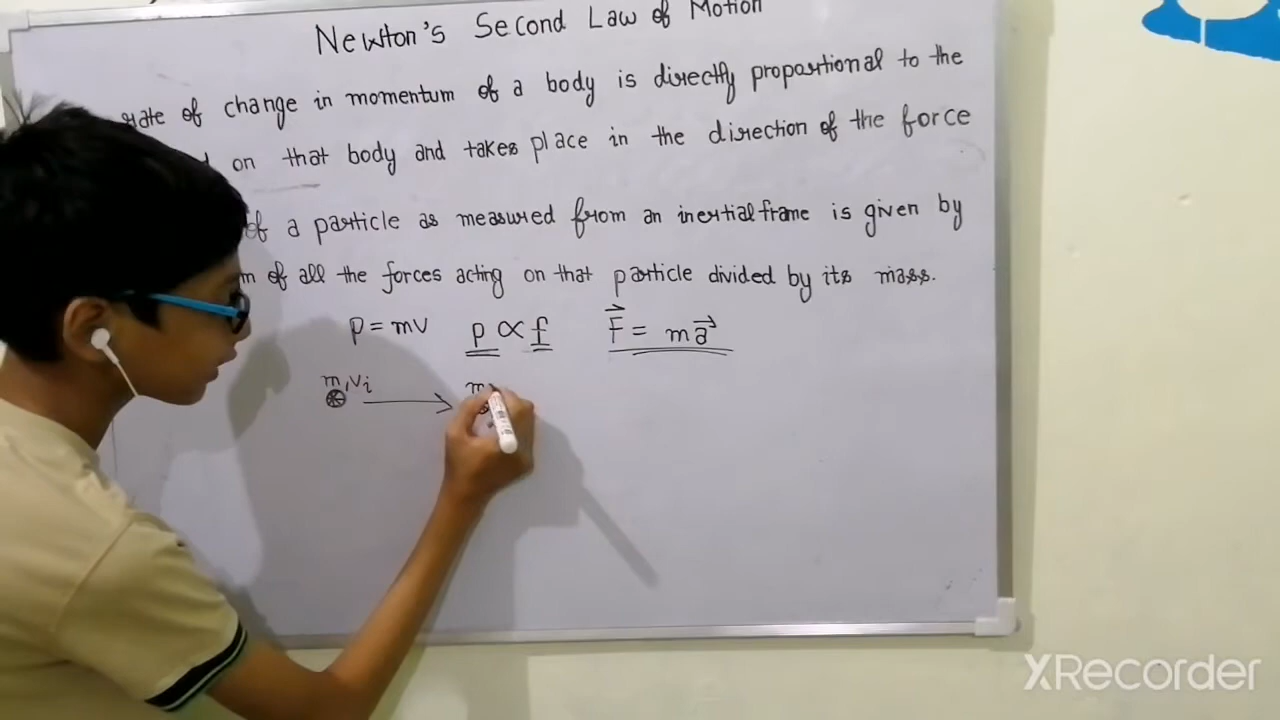 Newton's Second Law of Motion
rate of change in momentum of a body is directly proportional to the
on that body and takes place in the direction of the force
of a particle as measured from an inertial frame is given by
of all the forces acting on that particle divided by its mass.
p = mv p ∝ f F⃗ = ma⃗
m, vi m
XRecorder